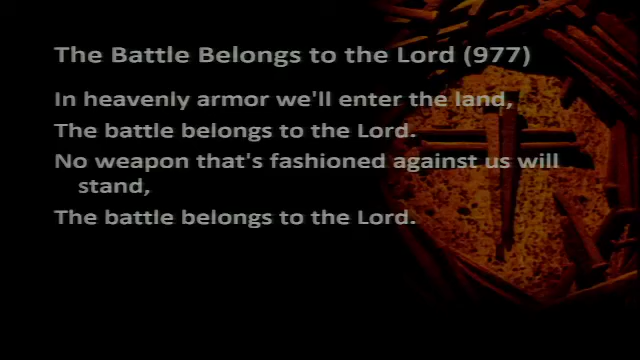 The Battle Belongs to the Lord (977)
In heavenly armor we'll enter the land,
The battle belongs to the Lord.
No weapon that's fashioned against us will
stand,
The battle belongs to the Lord.